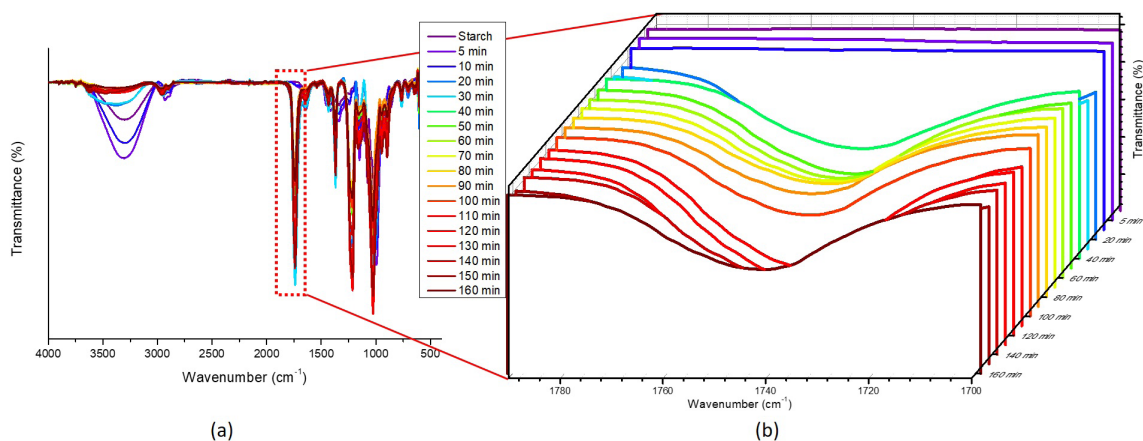 Transmittance (%)
4000
3500
3000
2500
2000
1500
1000
500
Wavenumber (cm⁻¹)
(a)
Starch
5 min
10 min
20 min
30 min
40 min
50 min
60 min
70 min
80 min
90 min
100 min
110 min
120 min
130 min
140 min
150 min
160 min
Transmittance (%)
5 min
20 min
40 min
60 min
80 min
100 min
120 min
140 min
160 min
1780
1760
1740
1720
1700
Wavenumber (cm⁻¹)
(b)